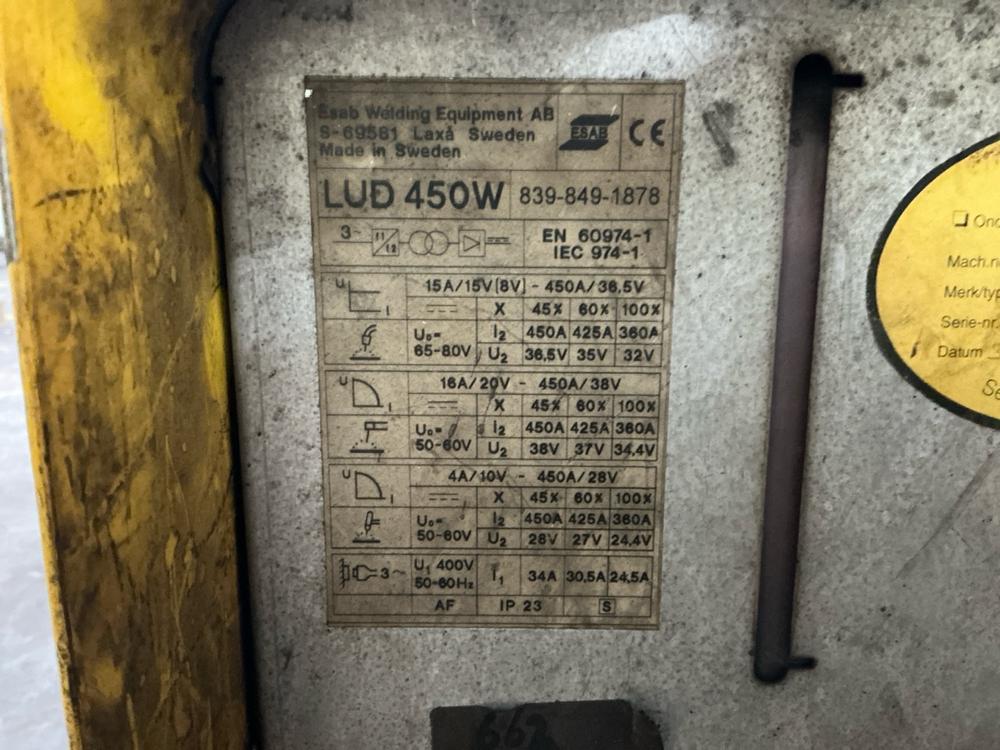 Esab Welding Equipment AB
S-69581 Laxå Sweden
Made in Sweden
ESAB
CE
LUD 450W
839-849-1878
3~
f1
f2
EN 60974-1
IEC 974-1
U
I
15A/15V(8V) - 450A/36,5V
X 45% 60% 100%
U₀=
65-80V
I₂ 450A 425A 360A
U₂ 36,5V 35V 32V
U
I
16A/20V - 450A/38V
X 45% 60% 100%
U₀=
50-60V
I₂ 450A 425A 360A
U₂ 38V 37V 34,4V
U
I
4A/10V - 450A/28V
X 45% 60% 100%
U₀=
50-60V
I₂ 450A 425A 360A
U₂ 28V 27V 24,4V
3~
U₁ 400V
50-60Hz
I₁ 34A 30,5A 24,5A
AF IP 23 S
Mach.n
Merk/typ
Serie-nr.
Datum
662